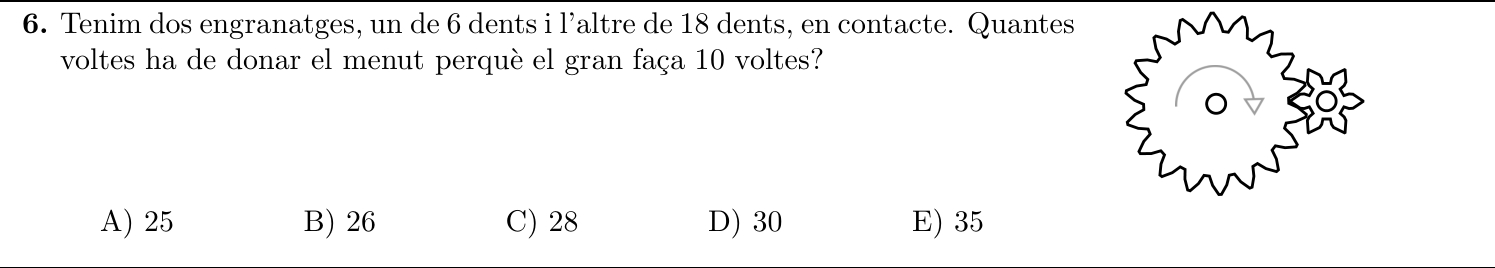 6. Tenim dos engranatges, un de 6 dents i l'altre de 18 dents, en contacte. Quantes
voltes ha de donar el menut perquè el gran faça 10 voltes?
A) 25 B) 26 C) 28 D) 30 E) 35